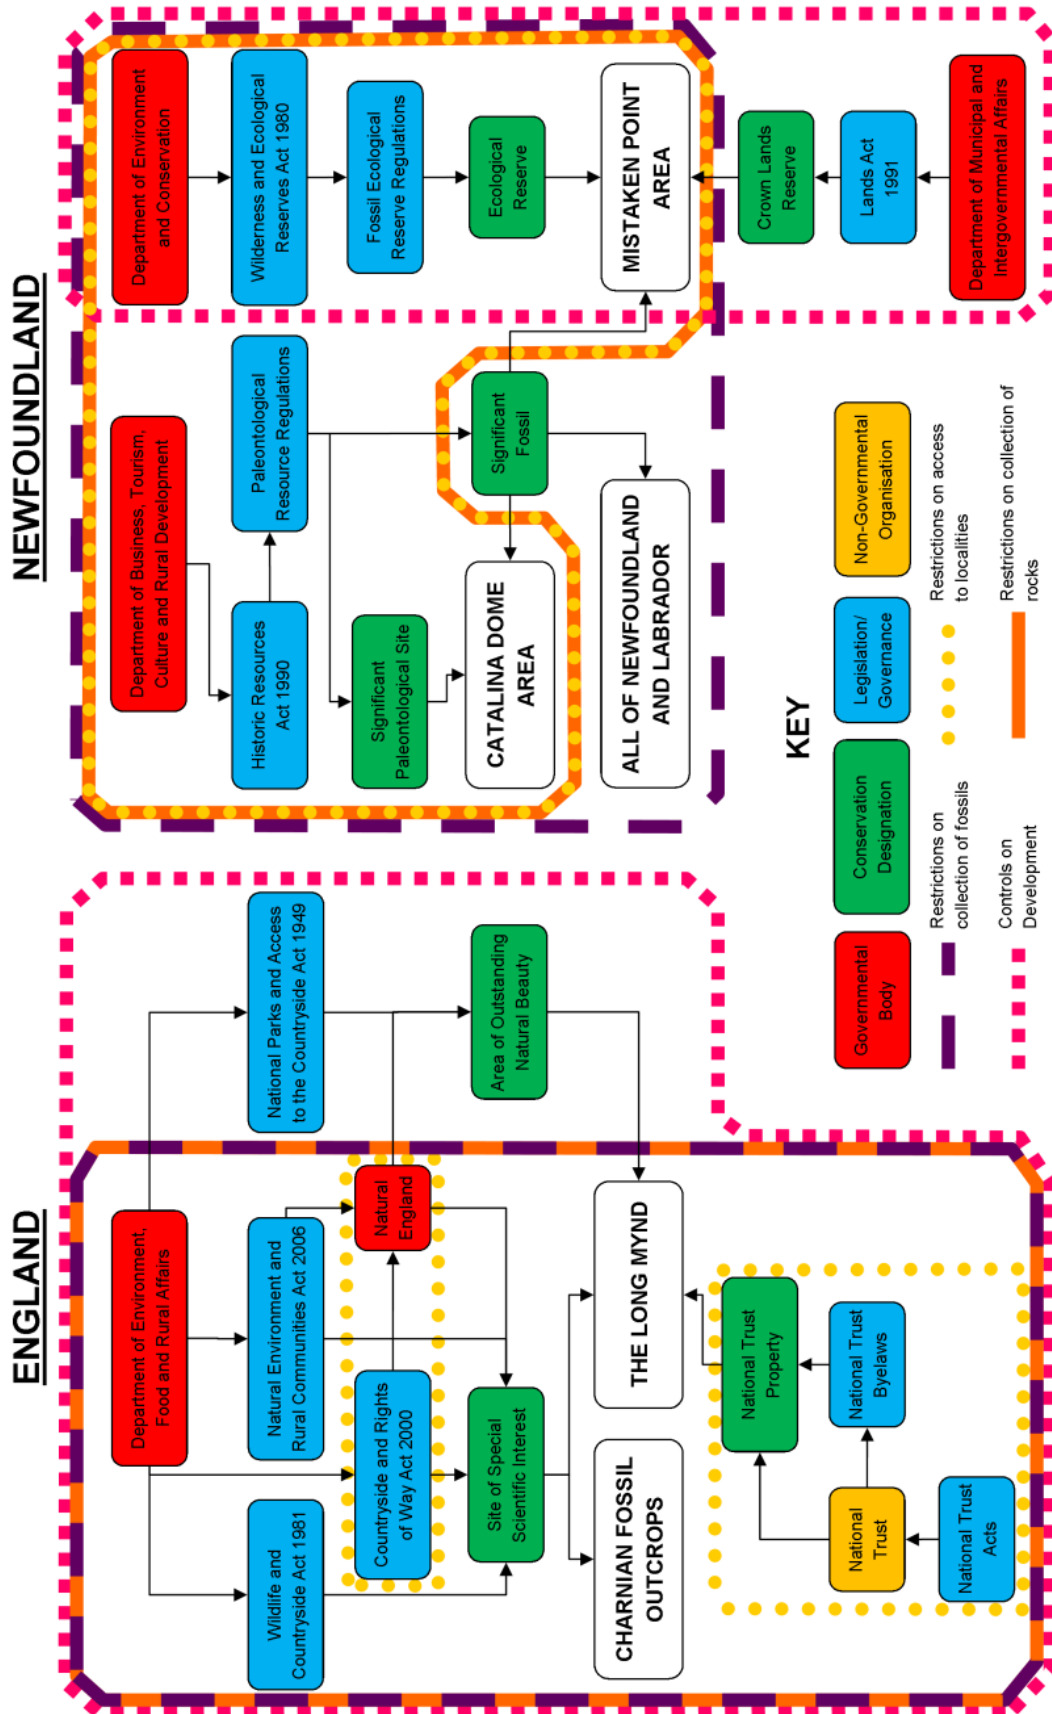 ENGLAND
Department of Environment,
Food and Rural Affairs
Wildlife and
Countryside Act 1981
Natural Environment and
Rural Communities Act 2006
National Parks and Access
to the Countryside Act 1949
Countryside and Rights
of Way Act 2000
Natural
England
Site of Special
Scientific Interest
Area of Outstanding
Natural Beauty
CHARNIAN FOSSIL
OUTCROPS
THE LONG MYND
National Trust
Property
National
Trust
National Trust
Byelaws
National Trust
Acts
NEWFOUNDLAND
Department of Business, Tourism,
Culture and Rural Development
Department of Environment
and Conservation
Historic Resources
Act 1990
Paleontological
Resource Regulations
Wilderness and Ecological
Reserves Act 1980
Significant
Paleontological Site
Fossil Ecological
Reserve Regulations
Significant
Fossil
Ecological
Reserve
CATALINA DOME
AREA
ALL OF NEWFOUNDLAND
AND LABRADOR
MISTAKEN POINT
AREA
Crown Lands
Reserve
Lands Act
1991
Department of Municipal and
Intergovernmental Affairs
KEY
Governmental
Body
Conservation
Designation
Legislation/
Governance
Non-Governmental
Organisation
Restrictions on
collection of fossils
Restrictions on access
to localities
Controls on
Development
Restrictions on collection of
rocks